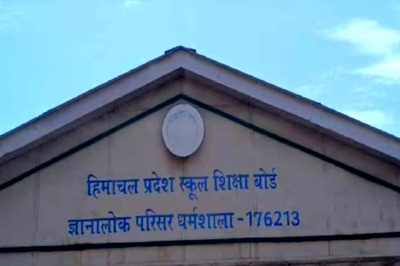 हिमाचल प्रदेश स्कूल शिक्षा बोर्ड
ज्ञानालोक परिसर धर्मशाला - 176213